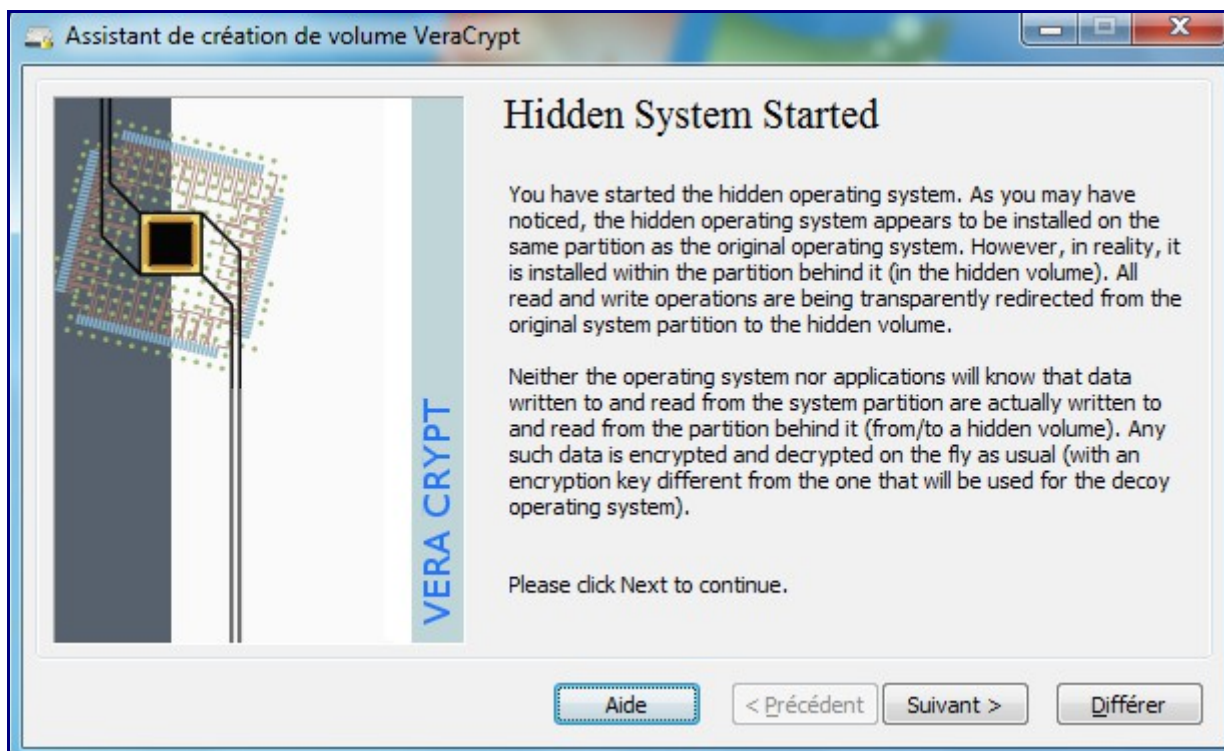 Assistant de création de volume VeraCrypt
Hidden System Started
You have started the hidden operating system. As you may have
noticed, the hidden operating system appears to be installed on the
same partition as the original operating system. However, in reality, it
is installed within the partition behind it (in the hidden volume). All
read and write operations are being transparently redirected from the
original system partition to the hidden volume.
Neither the operating system nor applications will know that data
written to and read from the system partition are actually written to
and read from the partition behind it (from/to a hidden volume). Any
such data is encrypted and decrypted on the fly as usual (with an
encryption key different from the one that will be used for the decoy
operating system).
Please click Next to continue.
VERA CRYPT
Aide
< Précédent
Suivant >
Différer